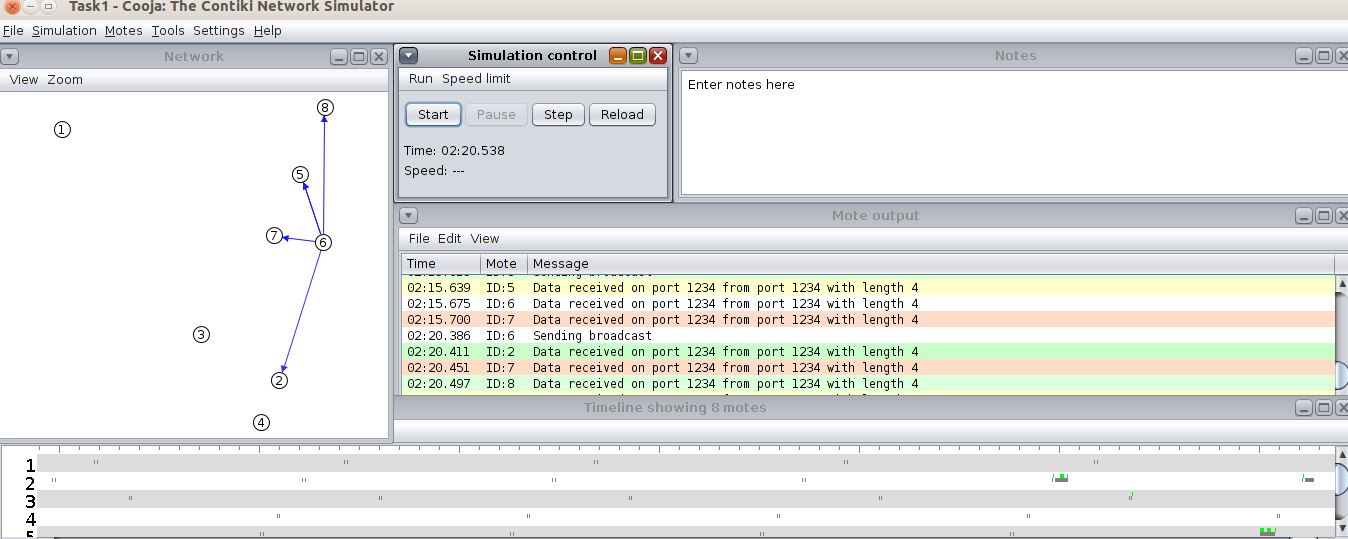 Task1 - Cooja: The Contiki Network Simulator
File Simulation Motes Tools Settings Help
Network
View Zoom
8
1
5
7
6
3
2
4
Simulation control
Run Speed limit
Start Pause Step Reload
Time: 02:20.538
Speed: ---
Notes
Enter notes here
Mote output
File Edit View
Time Mote Message
02:15.639 ID:5 Data received on port 1234 from port 1234 with length 4
02:15.675 ID:6 Data received on port 1234 from port 1234 with length 4
02:15.700 ID:7 Data received on port 1234 from port 1234 with length 4
02:20.386 ID:6 Sending broadcast
02:20.411 ID:2 Data received on port 1234 from port 1234 with length 4
02:20.451 ID:7 Data received on port 1234 from port 1234 with length 4
02:20.497 ID:8 Data received on port 1234 from port 1234 with length 4
Timeline showing 8 motes
1
2
3
4
5